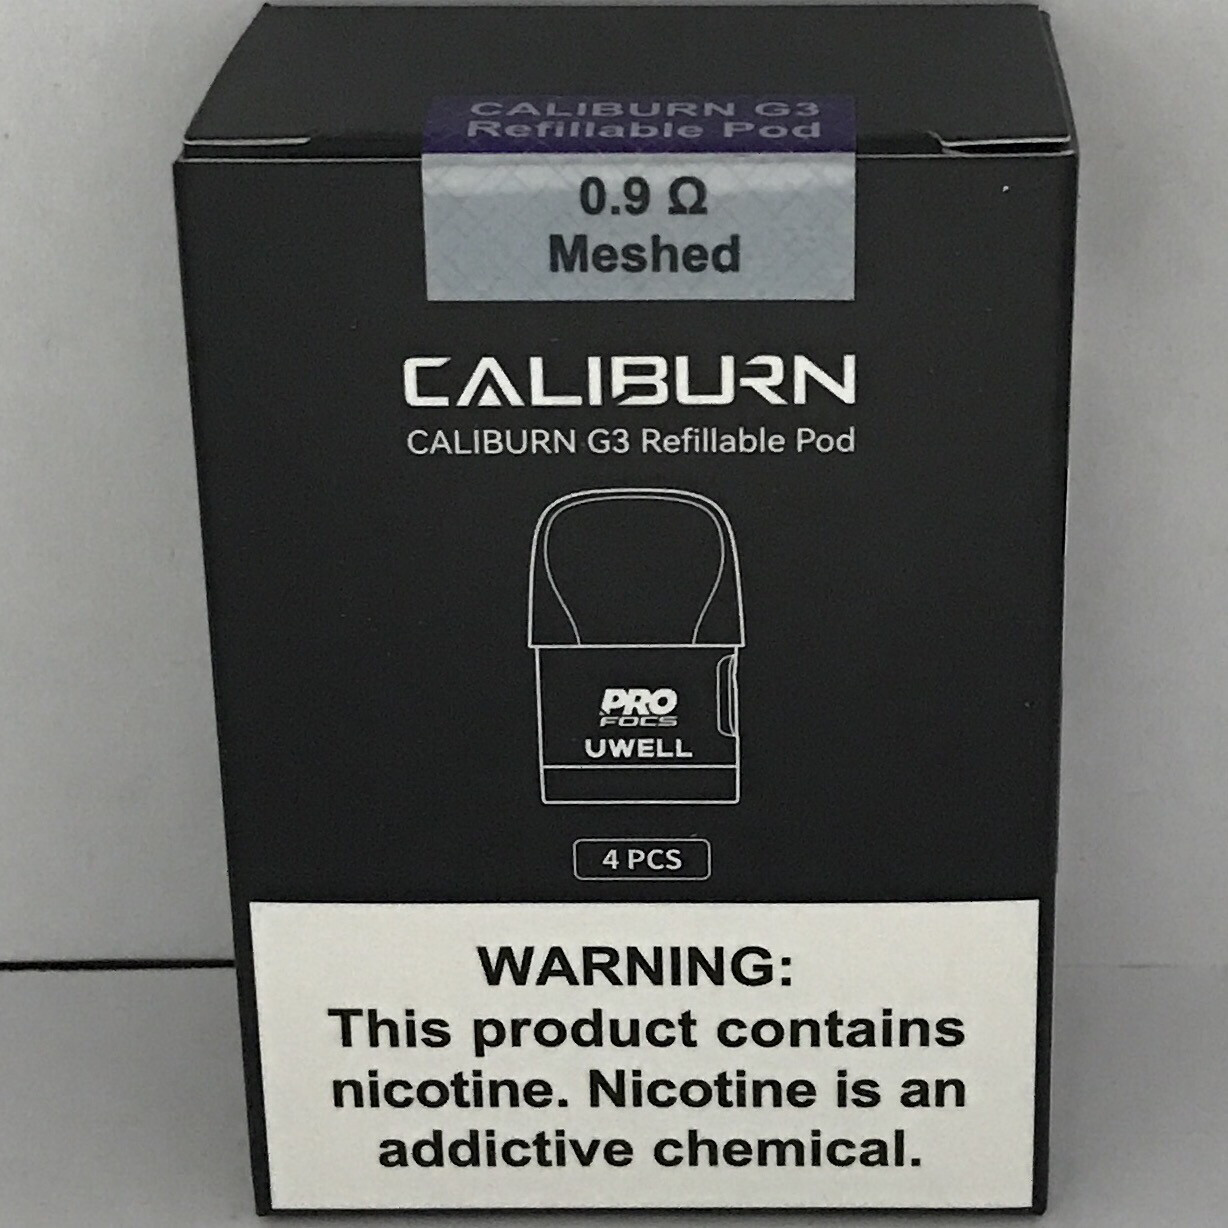 CALIBURN G3
Refillable Pod
0.9 Ω
Meshed
CALIBURN
CALIBURN G3 Refillable Pod
PRO
FOCS
UWELL
4 PCS
WARNING:
This product contains
nicotine. Nicotine is an
addictive chemical.